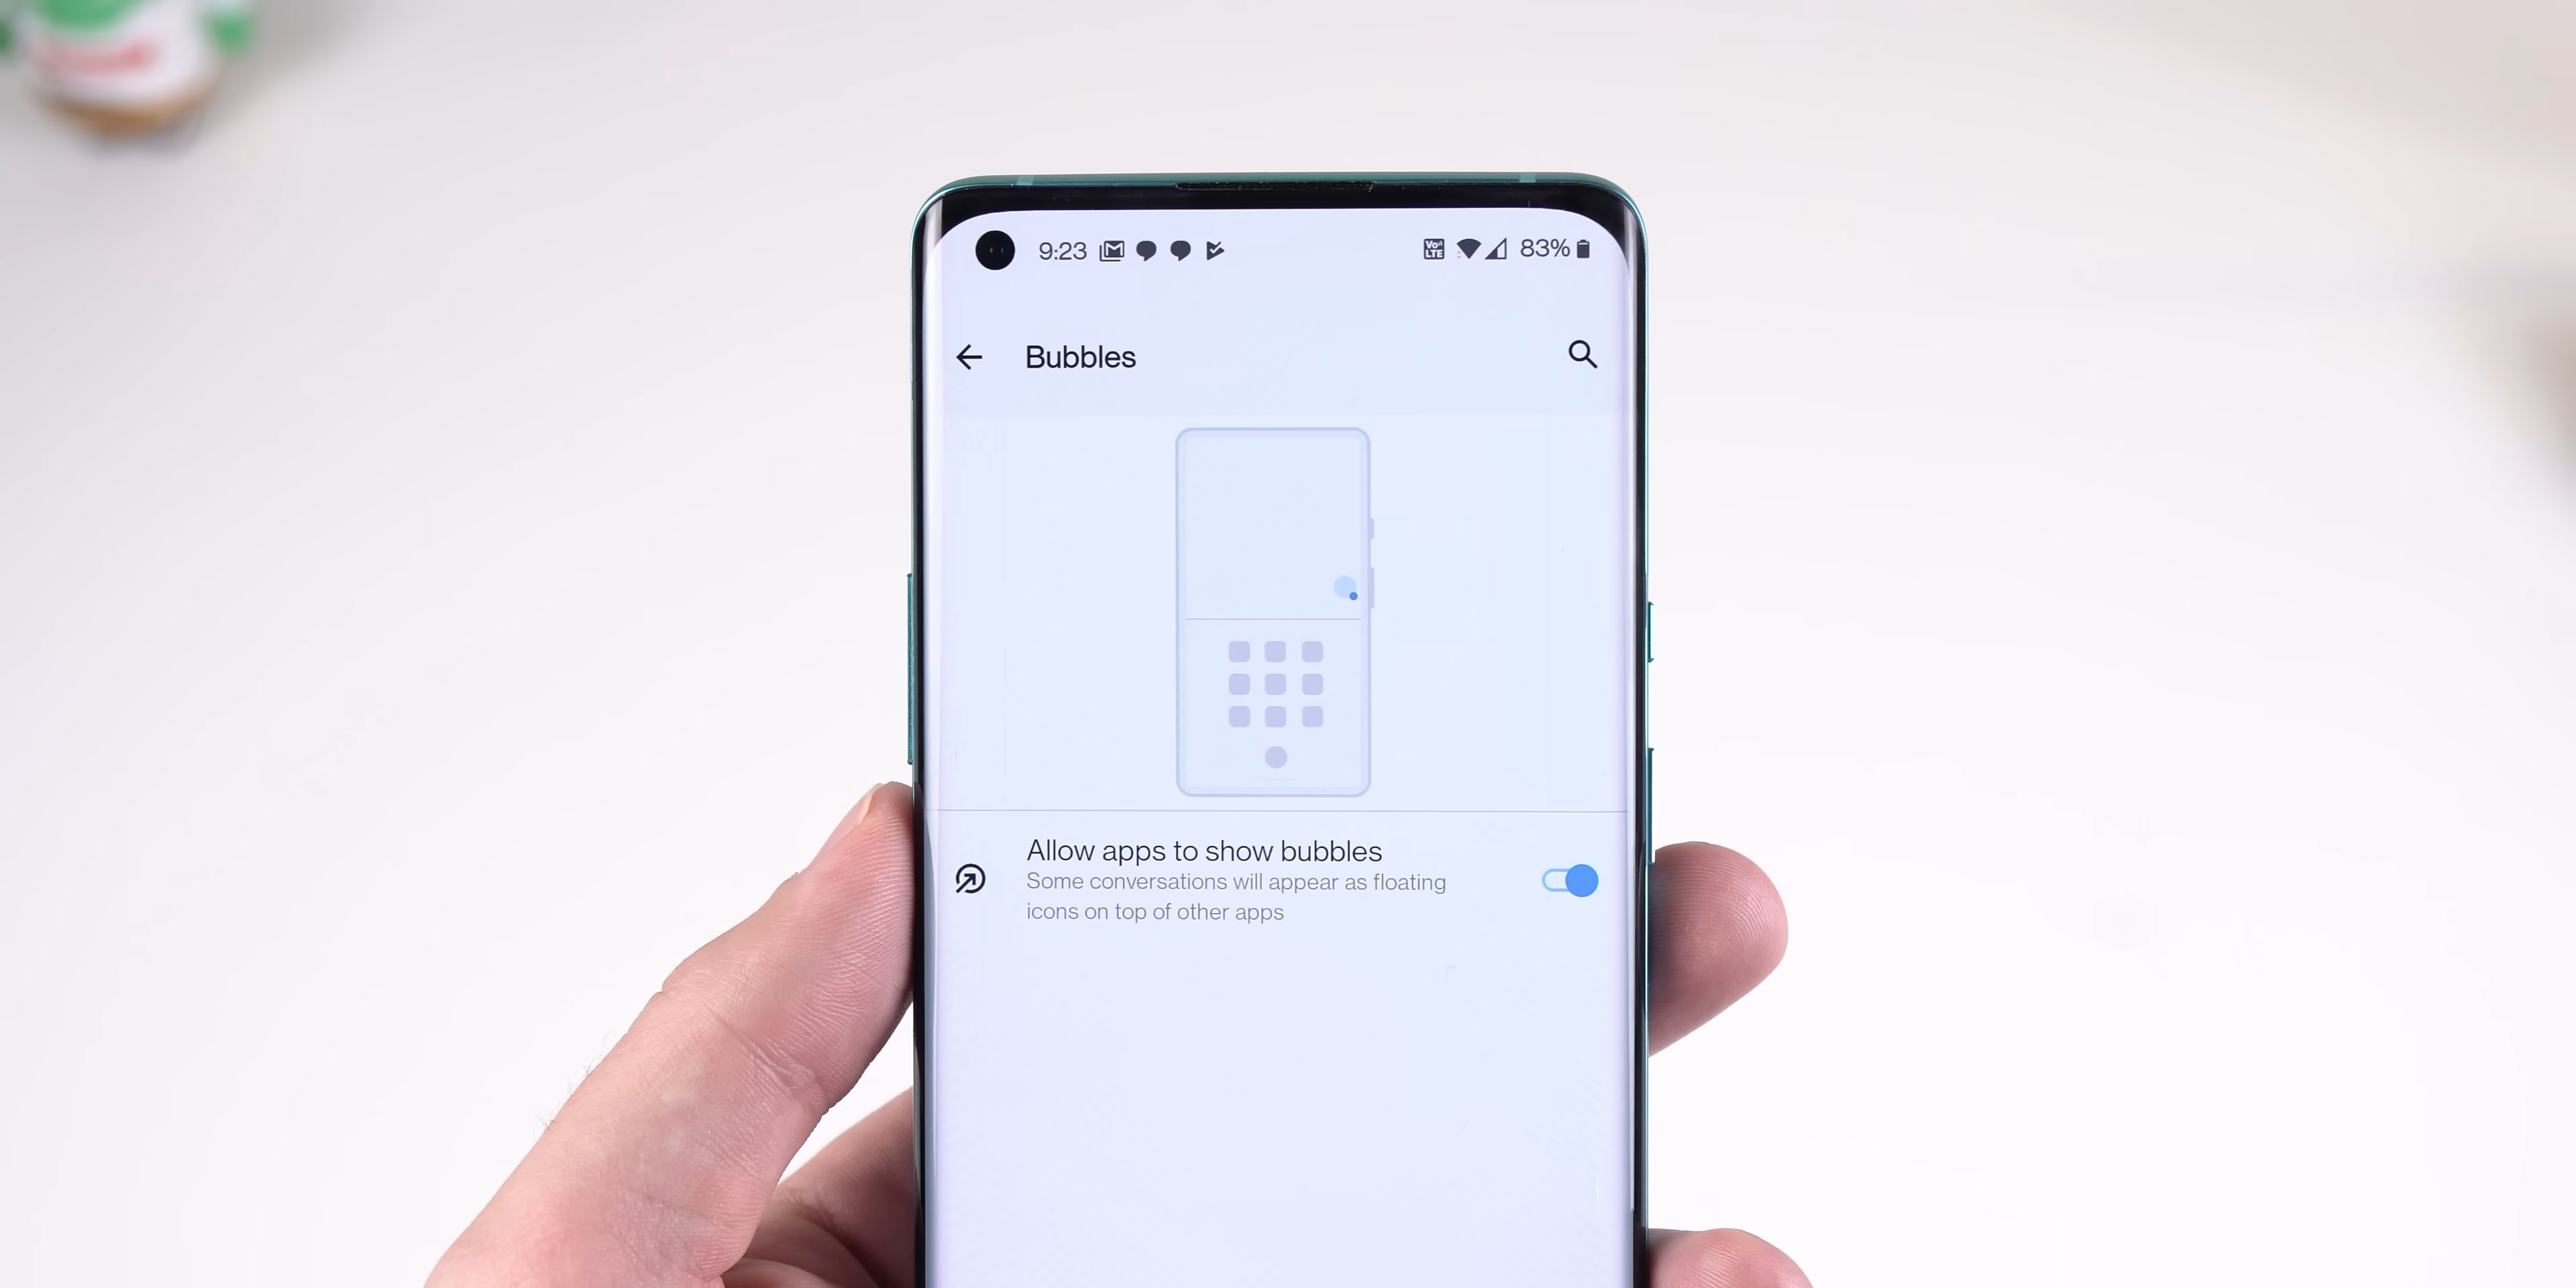 9:23 VoLTE 83%
Bubbles
Allow apps to show bubbles
Some conversations will appear as floating
icons on top of other apps